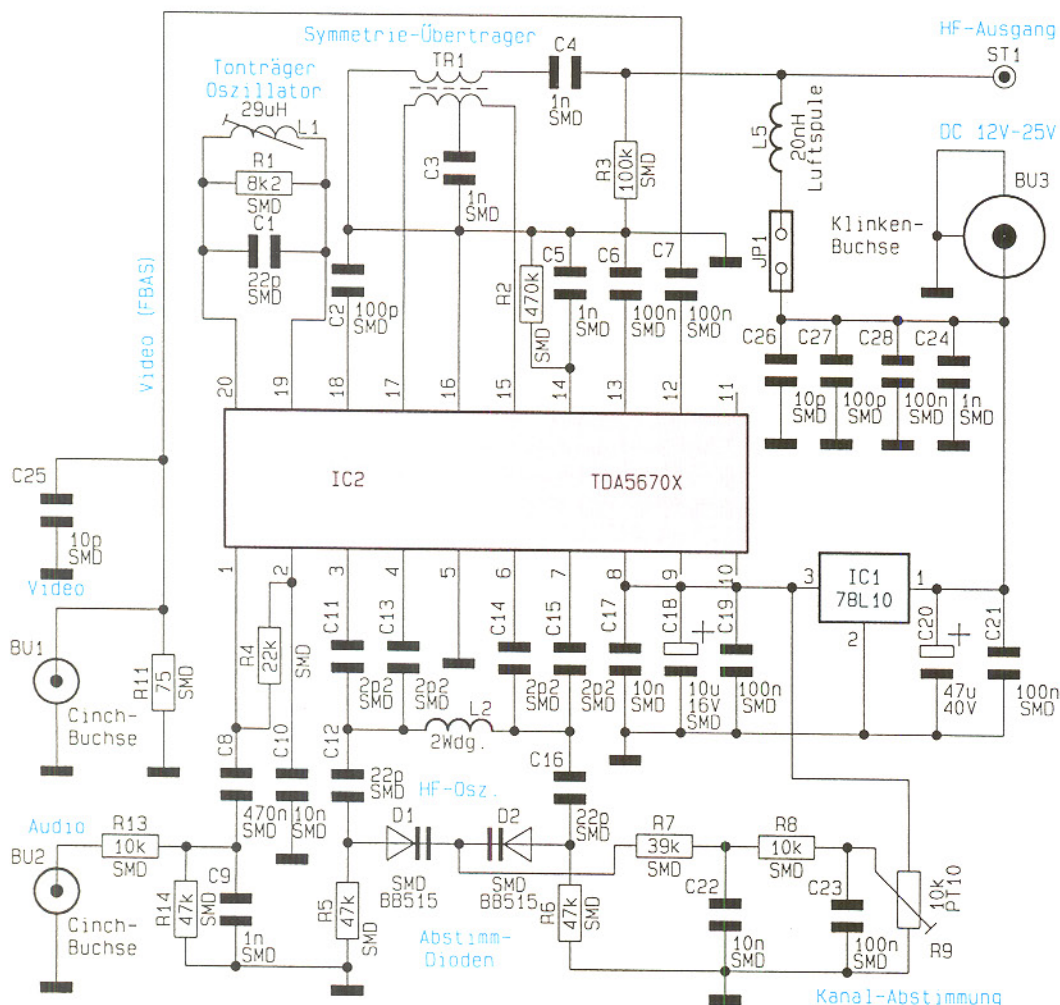 HF-Ausgang
ST1
Symmetrie-Übertrager
TR1
C4
1n
SMD
Tonträger
Oszillator
29uH
L1
R1
8k2
SMD
C1
22p
SMD
C3
1n
SMD
R3
100k
SMD
L5
20nH
Luftspule
DC 12V-25V
BU3
Klinken-
Buchse
JP1
Video (FBAS)
C2
100p
SMD
R2
470k
SMD
C5
1n
SMD
C6
100n
SMD
C7
100n
SMD
C26
10p
SMD
C27
100p
SMD
C28
100n
SMD
C24
1n
SMD
20
19
18
17
16
15
14
13
12
11
IC2
TDA5670X
C25
10p
SMD
1
2
3
4
5
6
7
8
9
10
3
IC1
78L10
1
2
Video
BU1
Cinch-
Buchse
R11
75
SMD
R4
22k
SMD
C11
2p2
SMD
C13
2p2
SMD
C14
2p2
SMD
C15
2p2
SMD
C17
10n
SMD
C18
+
10u
16V
SMD
C19
100n
SMD
C20
+
47u
40V
C21
100n
SMD
L2
2Wdg.
C8
470n
SMD
C10
10n
SMD
C12
22p
SMD
C16
22p
SMD
HF-Osz.
Audio
BU2
Cinch-
Buchse
R13
10k
SMD
R14
47k
SMD
C9
1n
SMD
R5
47k
SMD
D1
SMD
BB515
D2
SMD
BB515
R6
47k
SMD
Abstimm-
Dioden
R7
39k
SMD
R8
10k
SMD
C22
10n
SMD
C23
100n
SMD
10k
PT10
R9
Kanal-Abstimmung